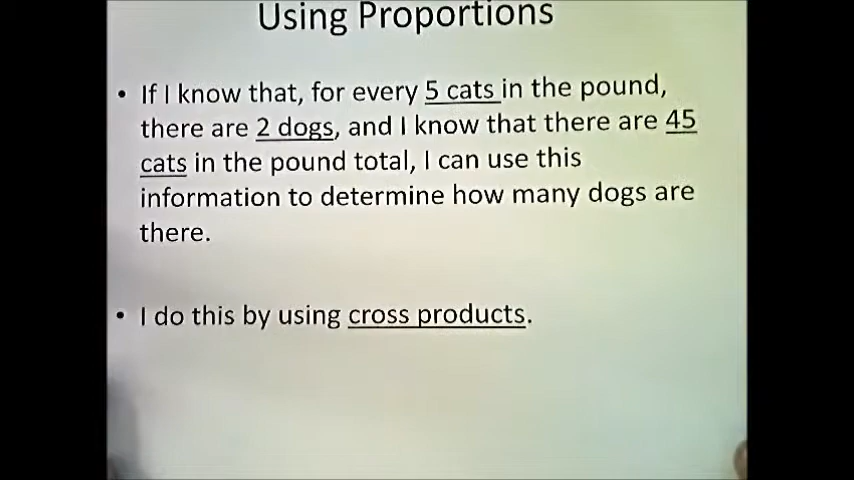 Using Proportions
• If I know that, for every 5 cats in the pound,
there are 2 dogs, and I know that there are 45
cats in the pound total, I can use this
information to determine how many dogs are
there.
• I do this by using cross products.